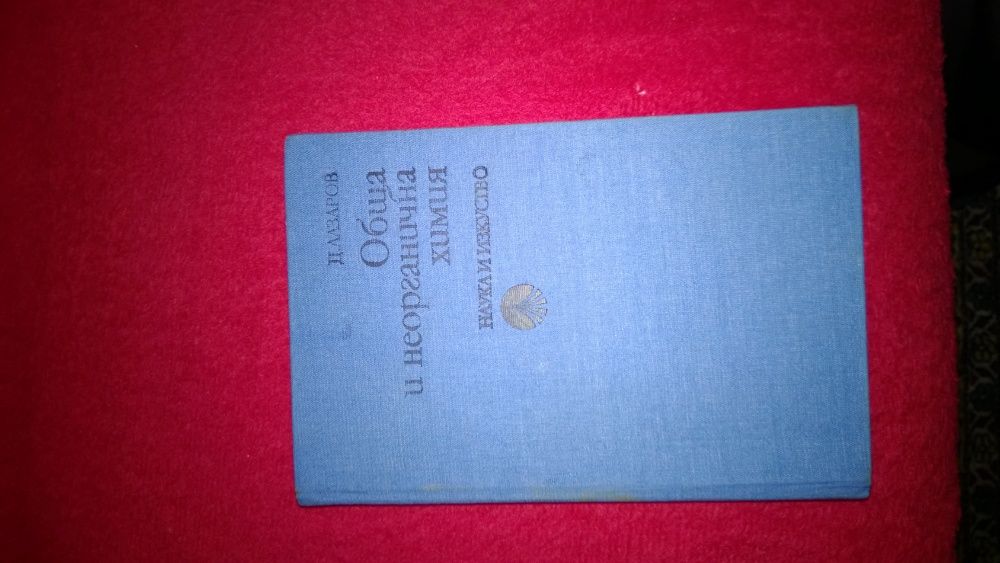 Д. ЛАЗАРОВ
Обща
и неорганична
химия
НАУКА И ИЗКУСТВО